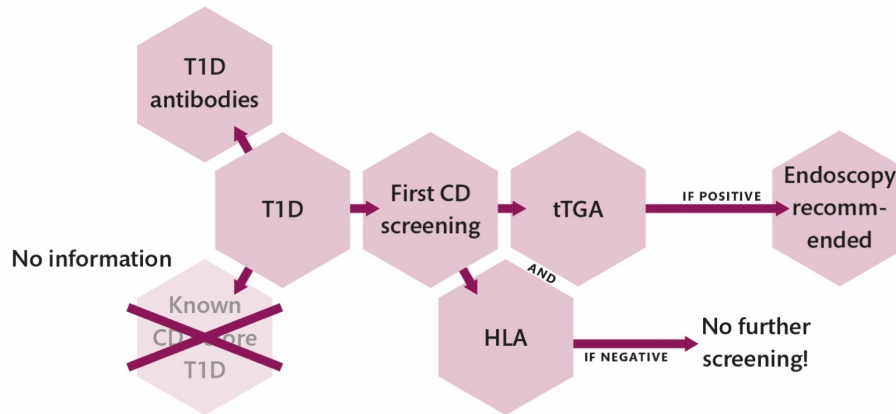 T1D
antibodies
T1D
First CD
screening
tTGA
IF POSITIVE
Endoscopy
recomm-
ended
No information
AND
Known
CD
T1D
HLA
IF NEGATIVE
No further
screening!